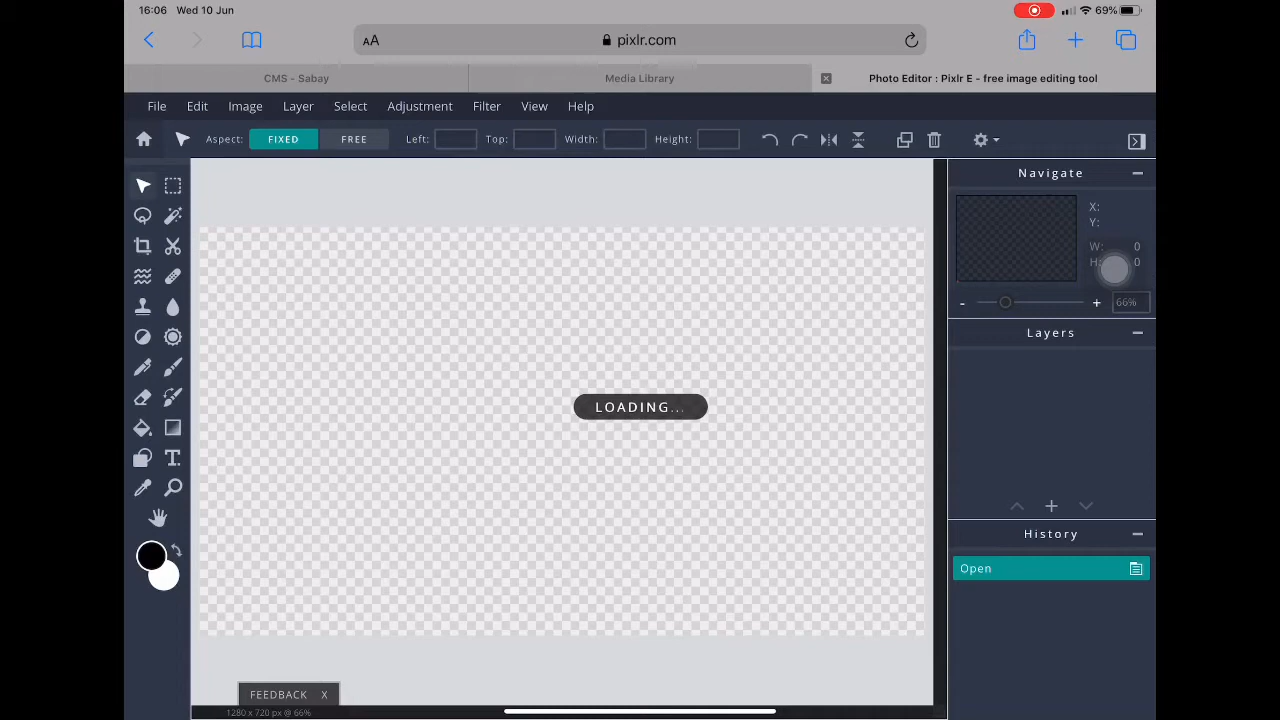 16:06 Wed 10 Jun 69%
AA pixlr.com
CMS - Sabay Media Library Photo Editor : Pixlr E - free image editing tool
File Edit Image Layer Select Adjustment Filter View Help
Aspect: FIXED FREE Left: Top: Width: Height:
Navigate
X:
Y:
W: 0
H: 0
- + 66%
LOADING...
Layers
History
Open
FEEDBACK X
1280 x 720 px @ 66%